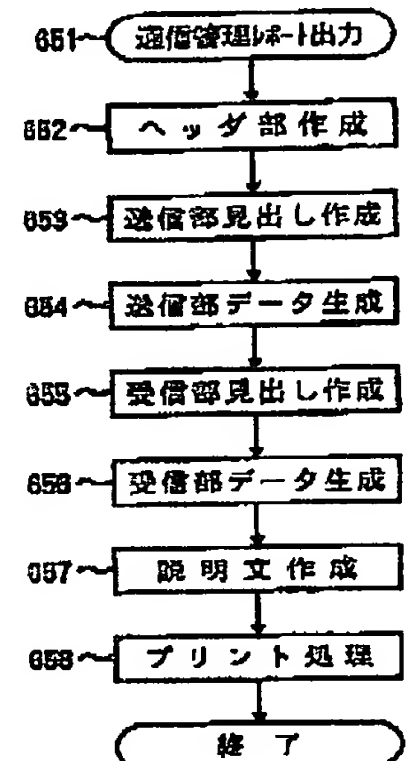 651 通信管理レポート出力
652 ヘッダ部作成
653 送信部見出し作成
654 送信部データ生成
655 受信部見出し作成
656 受信部データ生成
657 説明文作成
658 プリント処理
終了